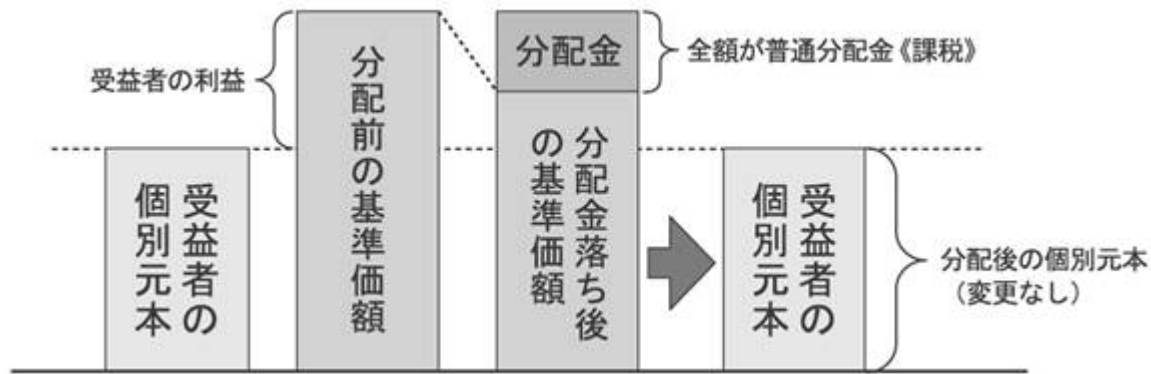 受益者の利益
受益者の
個別元本
分配前の基準価額
分配金
全額が普通分配金《課税》
分配金落ち後
の基準価額
受益者の
個別元本
分配後の個別元本
（変更なし）